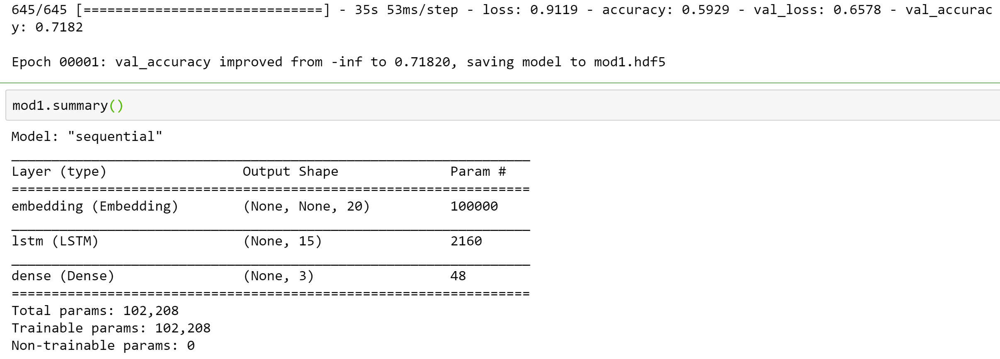 645/645 [==============================] - 35s 53ms/step - loss: 0.9119 - accuracy: 0.5929 - val_loss: 0.6578 - val_accurac
y: 0.7182
Epoch 00001: val_accuracy improved from -inf to 0.71820, saving model to mod1.hdf5
mod1.summary()
Model: "sequential"
_________________________________________________________________
Layer (type)                 Output Shape              Param #
=================================================================
embedding (Embedding)        (None, None, 20)          100000
_________________________________________________________________
lstm (LSTM)                  (None, 15)                2160
_________________________________________________________________
dense (Dense)                (None, 3)                 48
=================================================================
Total params: 102,208
Trainable params: 102,208
Non-trainable params: 0